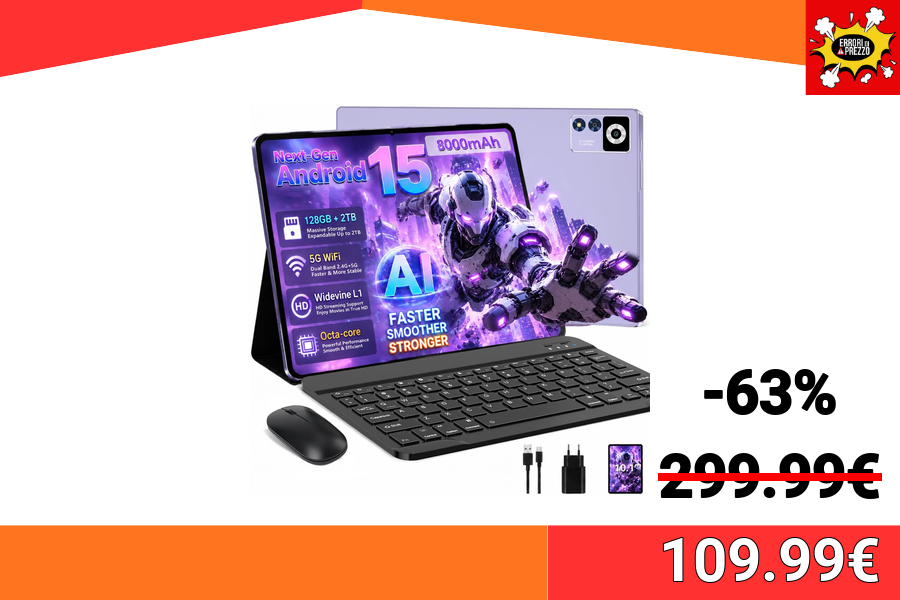 ERRORI DI
PREZZO
Next-Gen
Android 15
8000mAh
128GB + 2TB
Massive Storage
Expandable Up to 2TB
5G WiFi
Dual Band 2.4G+5G
Faster & More Stable
HD
Widevine L1
HD Streaming Support
Enjoy Movies in True HD
Octa-core
Powerful Performance
Smooth & Efficient
AI
FASTER
SMOOTHER
STRONGER
10.1"
-63%
299.99€
109.99€